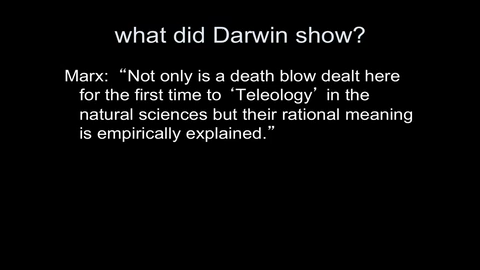 what did Darwin show?
Marx: “Not only is a death blow dealt here
for the first time to ‘Teleology’ in the
natural sciences but their rational meaning
is empirically explained.”